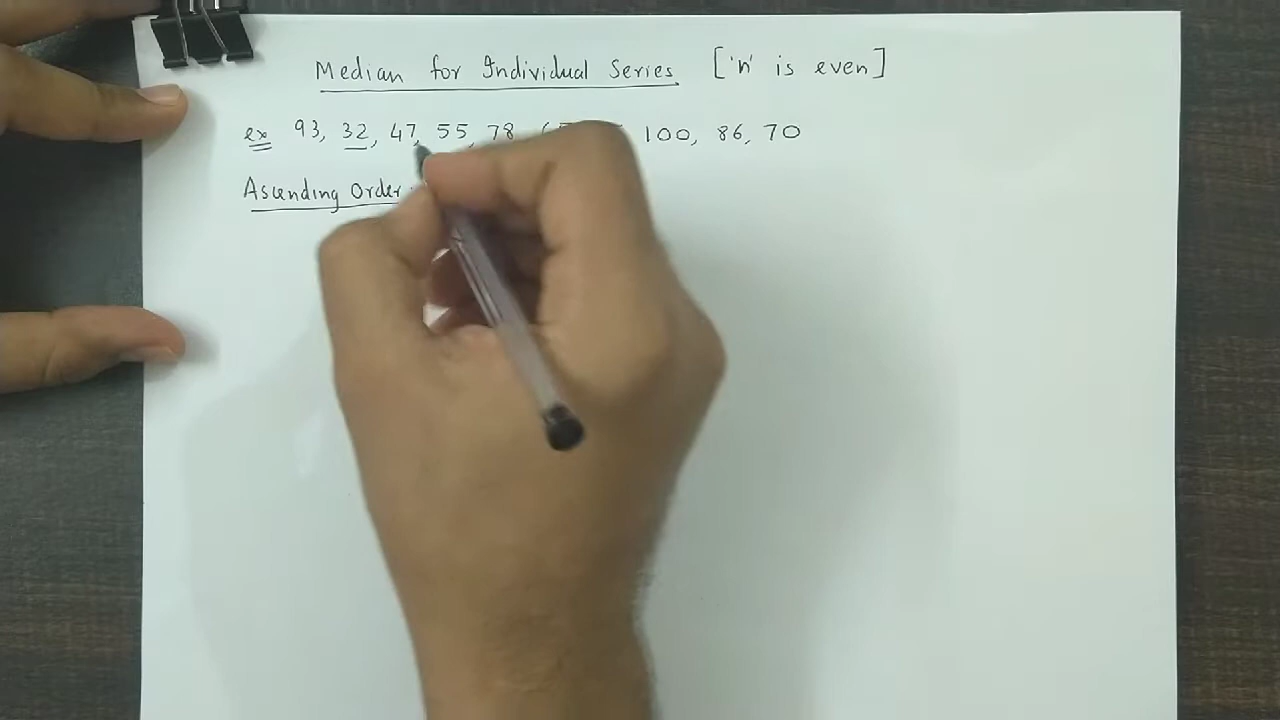 Median for Individual Series ['n' is even]
ex 93, 32, 47, 55, 78, 100, 86, 70
Ascending Order